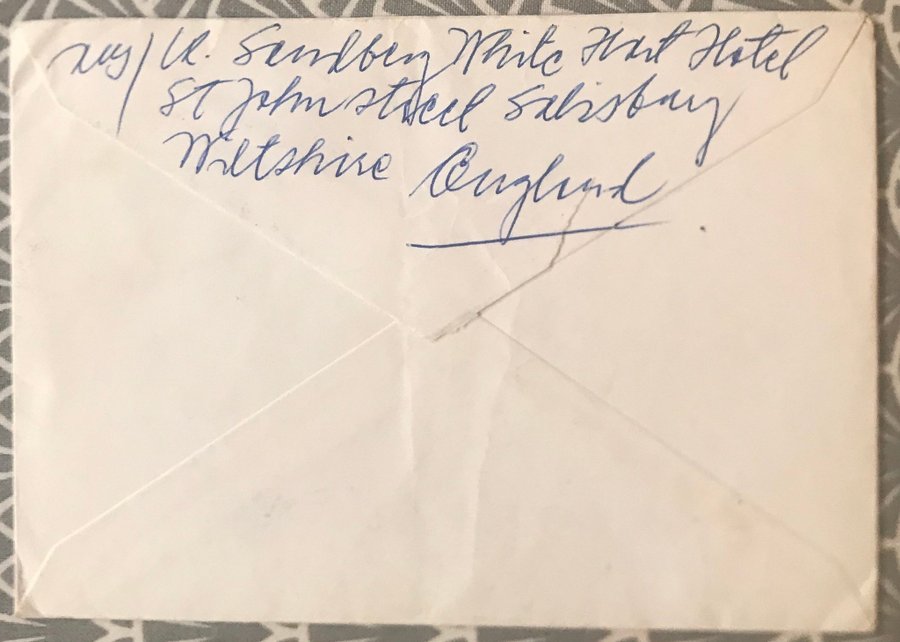 K. Sandberg White Hart Hotel
ST John street Salisbury
Wiltshire England